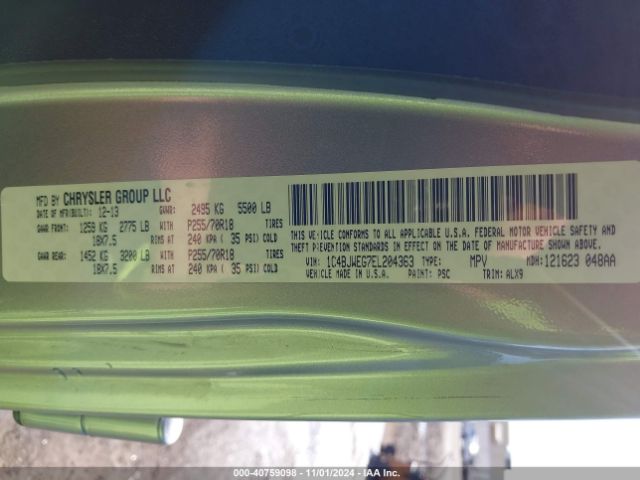 MFD BY CHRYSLER GROUP LLC
DATE OF MFR(BUILT): 12-13 GVWR: 2495 KG 5500 LB
GAWR FRONT: 1259 KG 2775 LB WITH P255/70R18 TIRES
18X7.5 RIMS AT 240 KPA ( 35 PSI) COLD
GAWR REAR: 1452 KG 3200 LB WITH P255/70R18 TIRES
18X7.5 RIMS AT 240 KPA ( 35 PSI) COLD
THIS VEHICLE CONFORMS TO ALL APPLICABLE U.S.A. FEDERAL MOTOR VEHICLE SAFETY AND
THEFT PREVENTION STANDARDS IN EFFECT ON THE DATE OF MANUFACTURE SHOWN ABOVE.
VIN: 1C4BJWEG7EL204363 TYPE: MPV MDH: 121623 048AA
VEHICLE MADE IN U.S.A. PAINT: PSC TRIM: ALX9
000-40759098 - 11/01/2024 - IAA Inc.